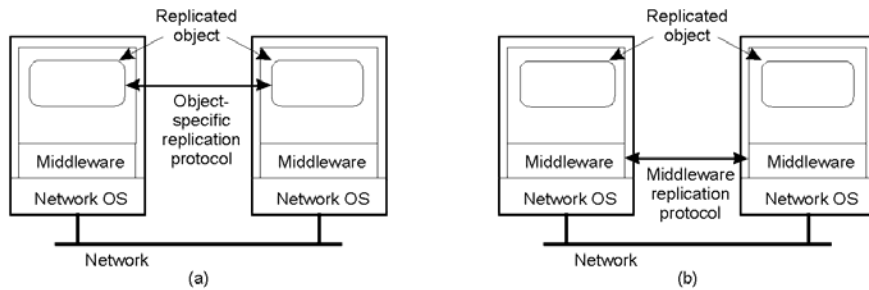 Replicated
object
Object-
specific
replication
protocol
Middleware
Middleware
Network OS
Network OS
Network
(a)
Replicated
object
Middleware
Middleware
Middleware
replication
protocol
Network OS
Network OS
Network
(b)